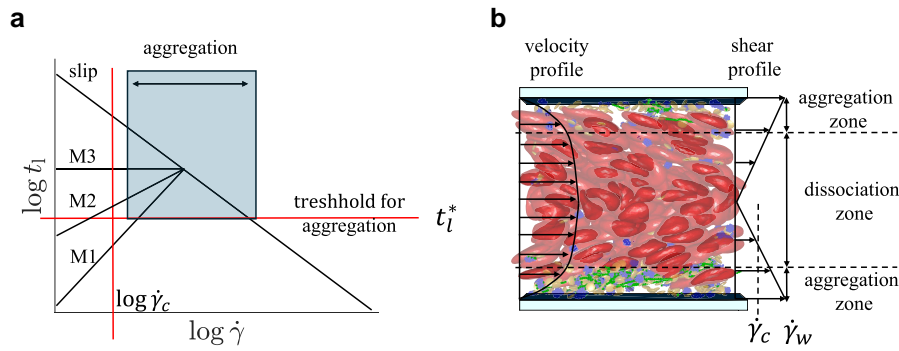 a
aggregation
slip
M3
M2
M1
log t_l
treshhold for
aggregation
t_l^*
log γ̇_c
log γ̇
b
velocity
profile
shear
profile
aggregation
zone
dissociation
zone
aggregation
zone
γ̇_c
γ̇_w